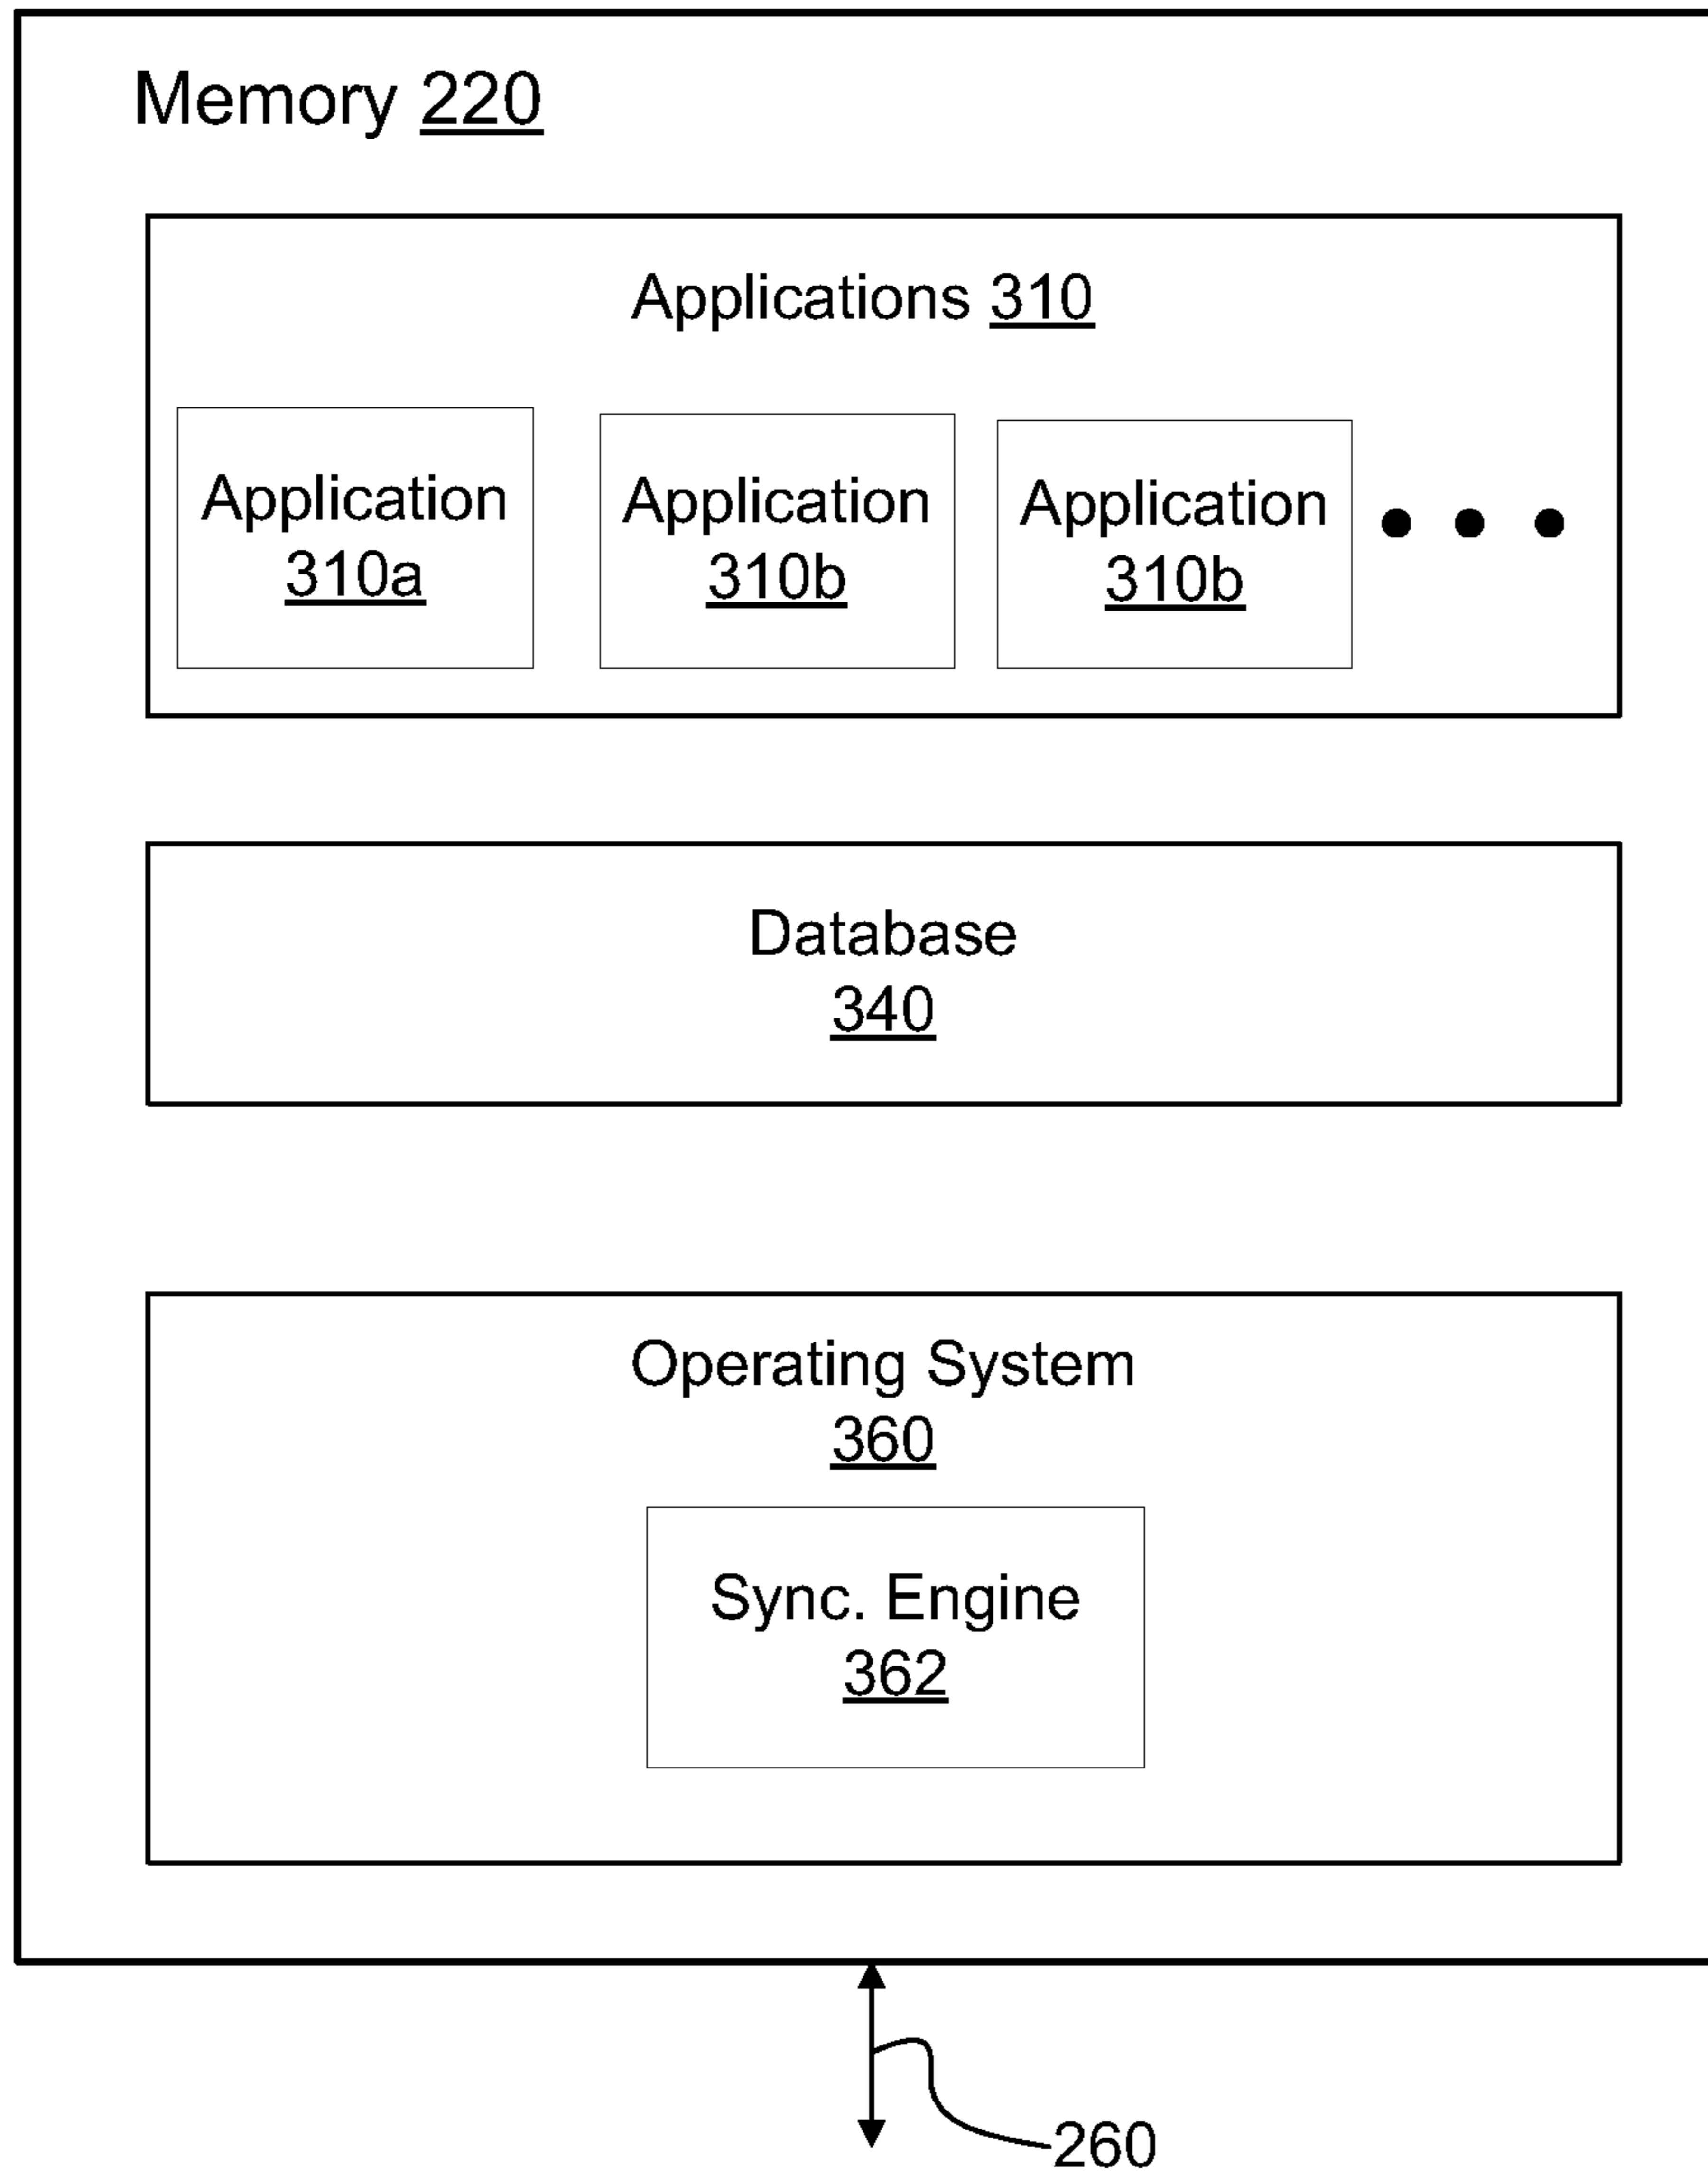 Memory 220
Applications 310
Application
310a
Application
310b
Application
310b
Database
340
Operating System
360
Sync. Engine
362
260